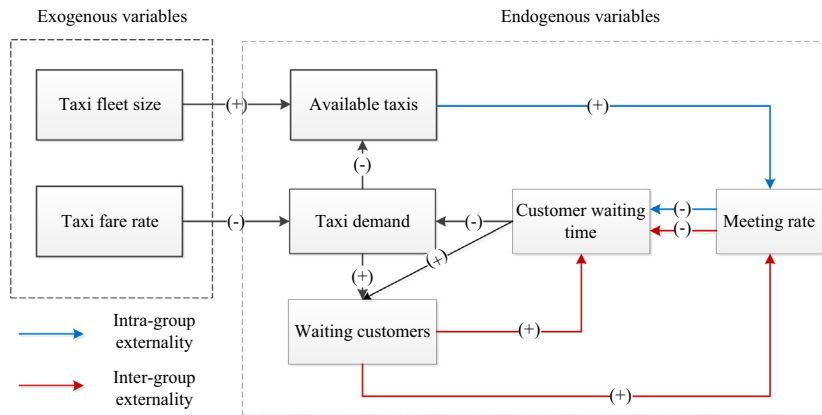 Exogenous variables
Endogenous variables
Taxi fleet size
(+)
Available taxis
(+)
(-)
Taxi fare rate
(-)
Taxi demand
(-)
Customer waiting
time
(-)
(-)
Meeting rate
(+)
(+)
Waiting customers
(+)
(+)
Intra-group
externality
Inter-group
externality